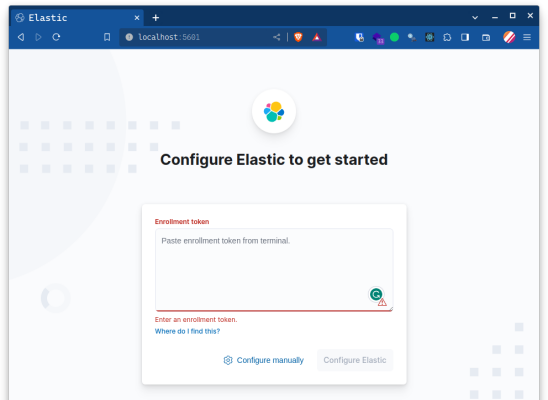 Elastic
localhost:5601
Configure Elastic to get started
Enrollment token
Paste enrollment token from terminal.
Enter an enrollment token.
Where do I find this?
Configure manually
Configure Elastic